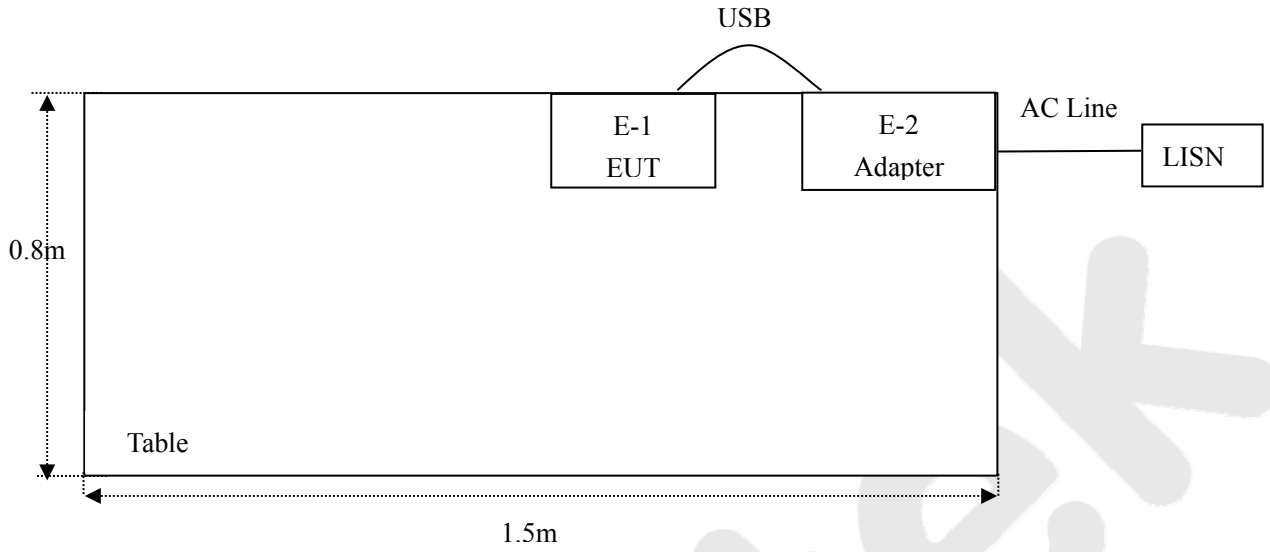 USB
E-1
EUT
E-2
Adapter
AC Line
LISN
0.8m
Table
1.5m